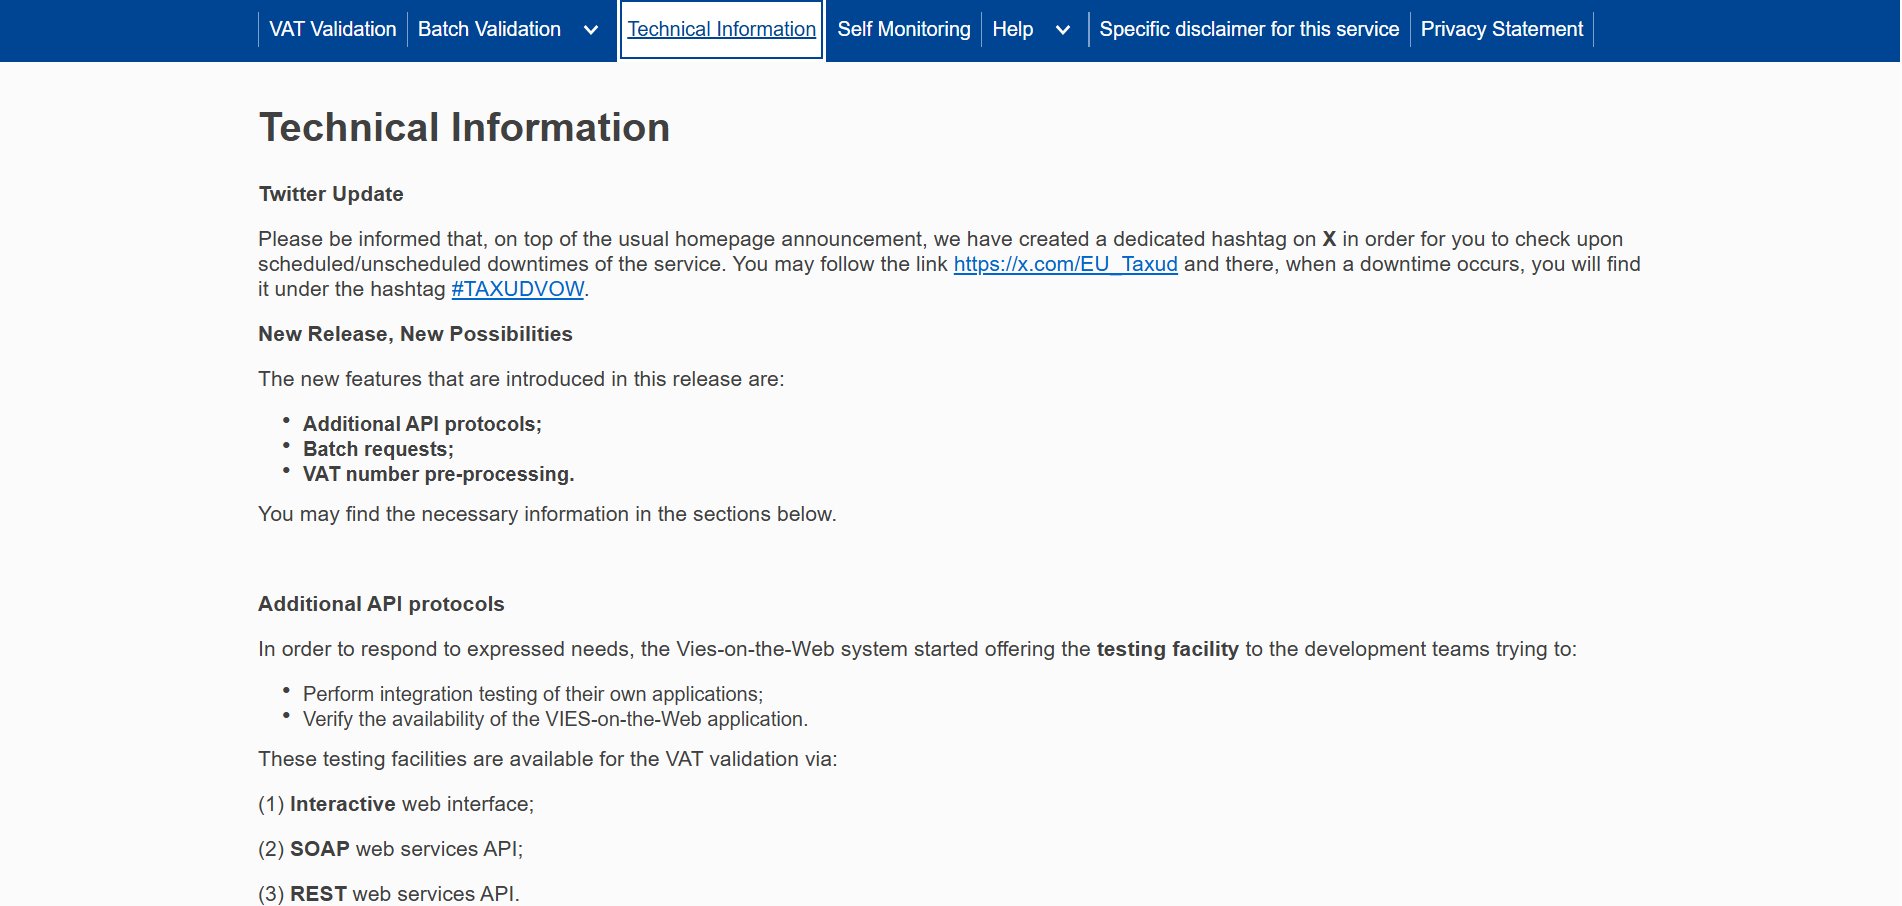 VAT Validation Batch Validation Technical Information Self Monitoring Help Specific disclaimer for this service Privacy Statement
Technical Information
Twitter Update
Please be informed that, on top of the usual homepage announcement, we have created a dedicated hashtag on X in order for you to check upon
scheduled/unscheduled downtimes of the service. You may follow the link https://x.com/EU_Taxud and there, when a downtime occurs, you will find
it under the hashtag #TAXUDVOW.
New Release, New Possibilities
The new features that are introduced in this release are:
• Additional API protocols;
• Batch requests;
• VAT number pre-processing.
You may find the necessary information in the sections below.
Additional API protocols
In order to respond to expressed needs, the Vies-on-the-Web system started offering the testing facility to the development teams trying to:
• Perform integration testing of their own applications;
• Verify the availability of the VIES-on-the-Web application.
These testing facilities are available for the VAT validation via:
(1) Interactive web interface;
(2) SOAP web services API;
(3) REST web services API.